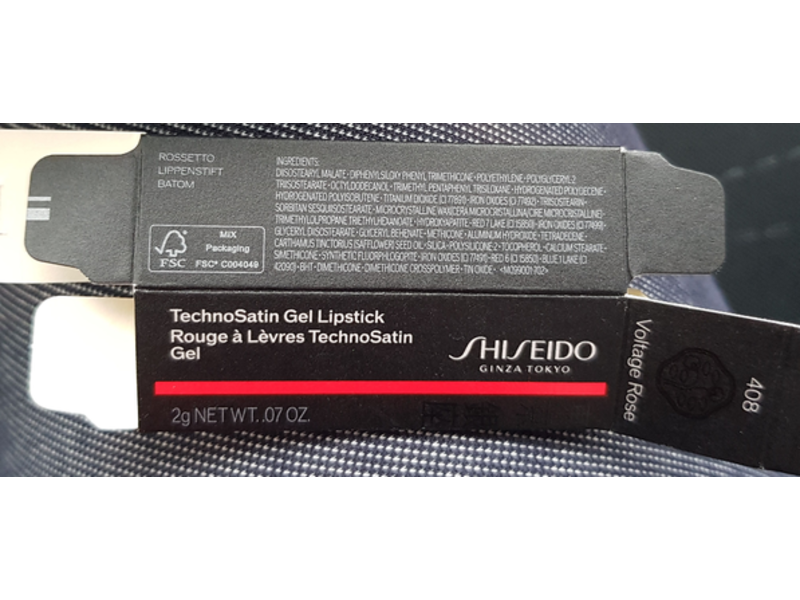 ROSSETTO
LIPPENSTIFT
BATOM
MIX
Packaging
FSC
FSC® C004049
INGREDIENTS:
DIISOSTEARYL MALATE · DIPHENYLSILOXY PHENYL TRIMETHICONE · POLYETHYLENE · POLYGLYCERYL-2
TRIISOSTEARATE · OCTYLDODECANOL · TRIMETHYL PENTAPHENYL TRISILOXANE · HYDROGENATED POLYDECENE ·
HYDROGENATED POLYISOBUTENE · TITANIUM DIOXIDE (CI 77891) · IRON OXIDES (CI 77492) · TRIISOSTEARIN ·
SORBITAN SESQUIISOSTEARATE · MICROCRYSTALLINE WAX(CERA MICROCRISTALLINA/CIRE MICROCRISTALLINE) ·
TRIMETHYLOLPROPANE TRIETHYLHEXANOATE · HYDROXYAPATITE · RED 7 LAKE (CI 15850) · IRON OXIDES (CI 77499) ·
GLYCERYL DIISOSTEARATE · GLYCERYL BEHENATE · METHICONE · ALUMINUM HYDROXIDE · TETRADECENE ·
CARTHAMUS TINCTORIUS (SAFFLOWER) SEED OIL · SILICA · POLYSILICONE-2 · TOCOPHEROL · CALCIUM STEARATE ·
SIMETHICONE · SYNTHETIC FLUORPHLOGOPITE · IRON OXIDES (CI 77491) · RED 6 (CI 15850) · BLUE 1 LAKE (CI
42090) · BHT · DIMETHICONE · DIMETHICONE CROSSPOLYMER · TIN OXIDE · <M099001-702>
TechnoSatin Gel Lipstick
Rouge à Lèvres TechnoSatin
Gel
SHISEIDO
GINZA TOKYO
2g NET WT. .07 OZ.
Voltage Rose
408